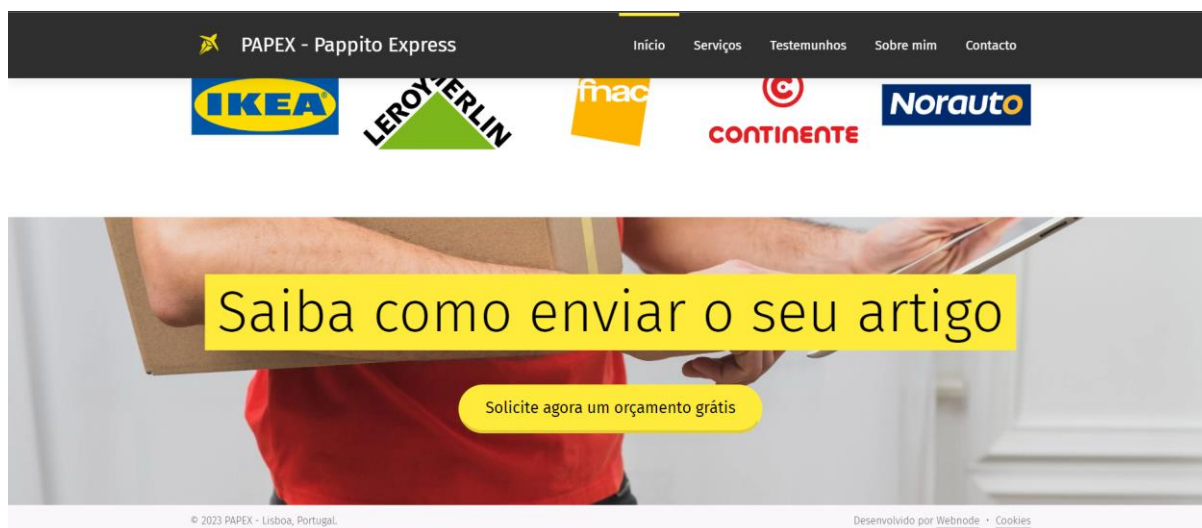 PAPEX - Pappito Express
Início Serviços Testemunhos Sobre mim Contacto
IKEA
LEROY MERLIN
fnac
CONTINENTE
Norauto
Saiba como enviar o seu artigo
Solicite agora um orçamento grátis
© 2023 PAPEX - Lisboa, Portugal.
Desenvolvido por Webnode • Cookies